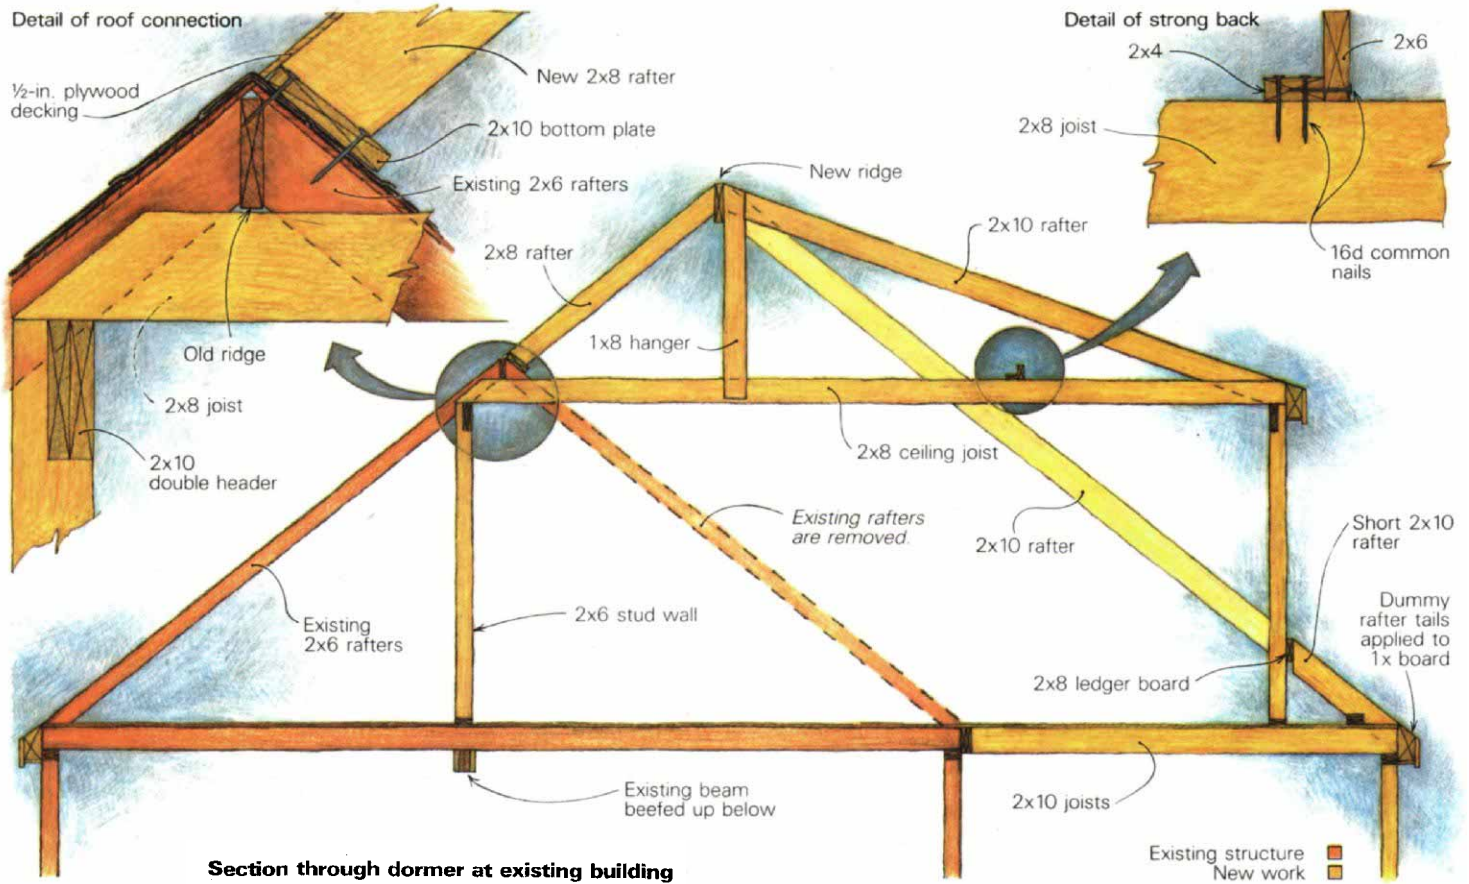 Detail of roof connection
½-in. plywood
decking
New 2x8 rafter
2x10 bottom plate
Existing 2x6 rafters
Old ridge
2x8 joist
2x10
double header
Detail of strong back
2x4
2x6
2x8 joist
16d common
nails
New ridge
2x8 rafter
2x10 rafter
1x8 hanger
2x8 ceiling joist
Existing rafters
are removed.
2x10 rafter
Short 2x10
rafter
Existing
2x6 rafters
2x6 stud wall
Dummy
rafter tails
applied to
1x board
2x8 ledger board
Existing beam
beefed up below
2x10 joists
Section through dormer at existing building
Existing structure
New work